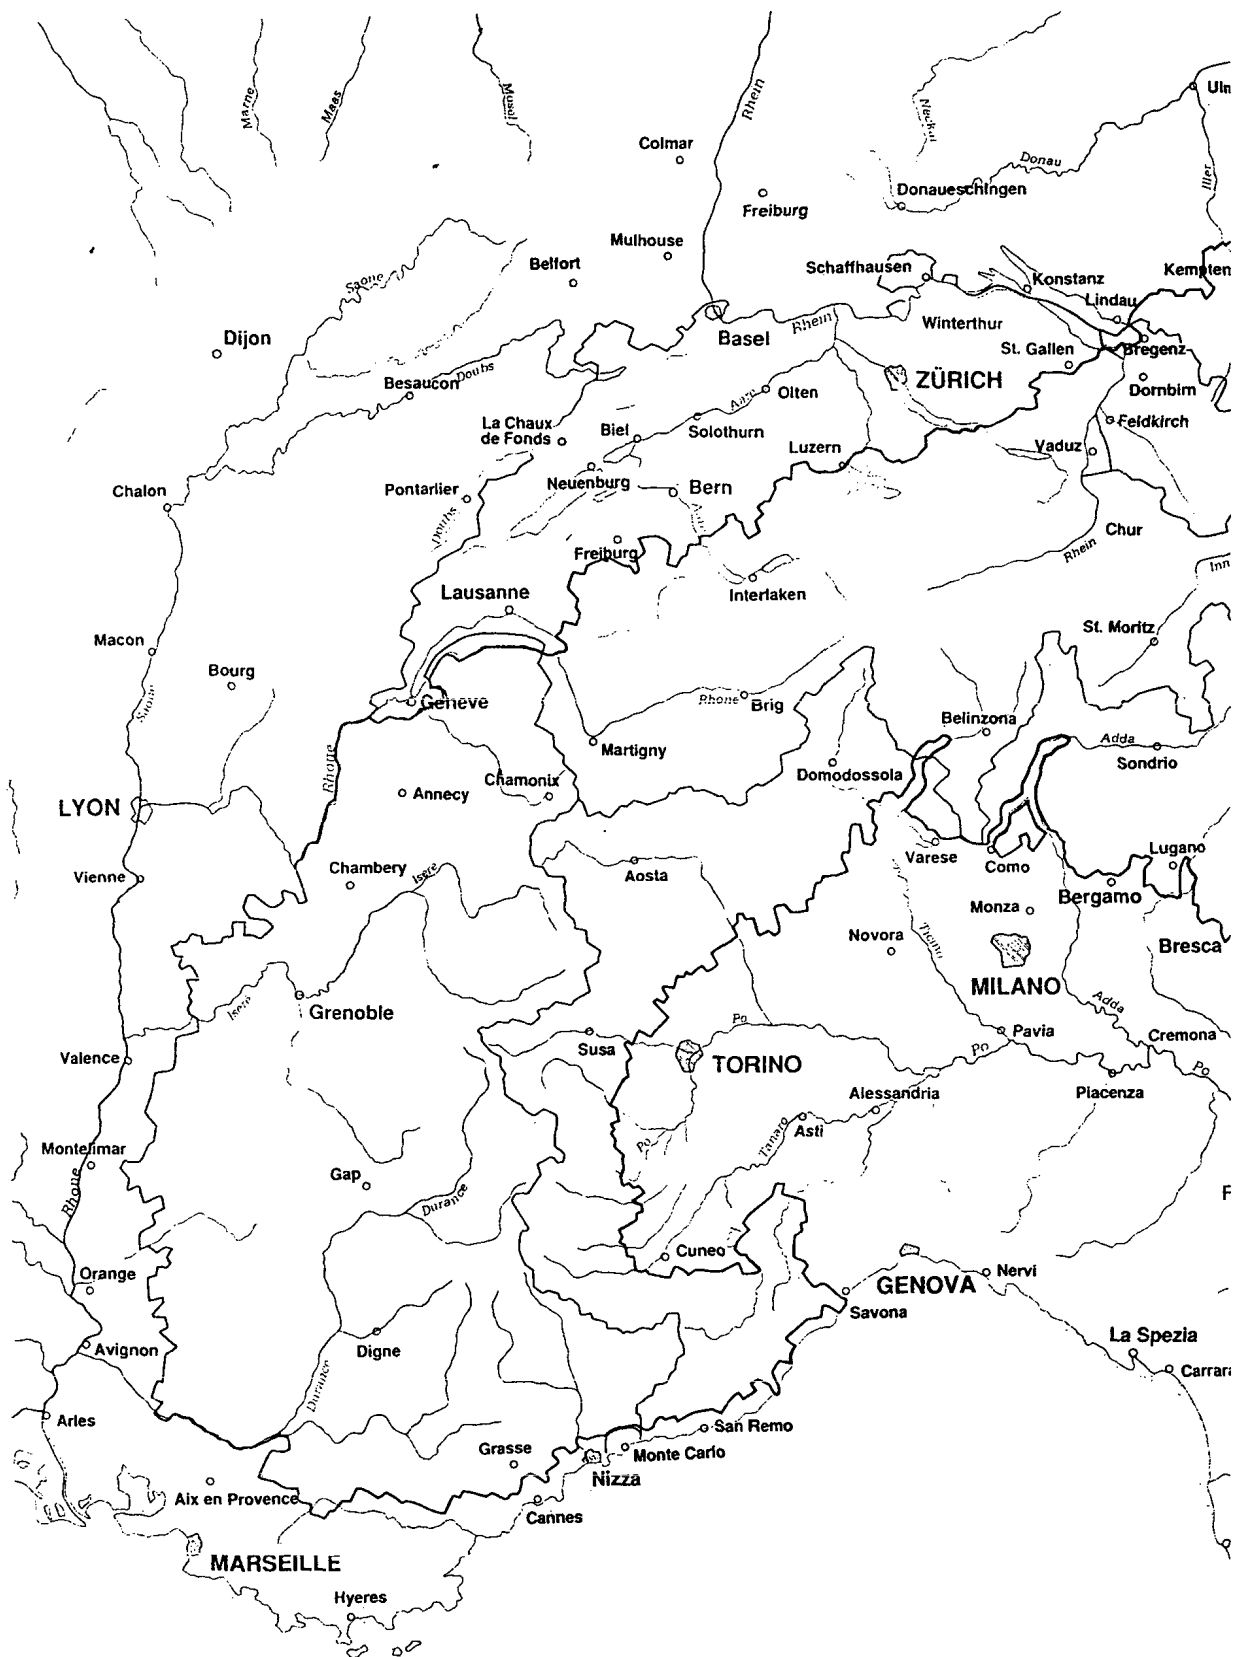 Ulm
Marne
Maas
Mosel
Rhein
Neckar
Donau
Iller
Colmar
Donaueschingen
Freiburg
Mulhouse
Belfort
Schaffhausen
Konstanz
Kempten
Saone
Lindau
Rhein
Winterthur
Dijon
Basel
St. Gallen
Bregenz
Besaucon
Doubs
ZÜRICH
Dornbirn
Aare
Olten
La Chaux
de Fonds
Biel
Solothurn
Feldkirch
Luzern
Vaduz
Chalon
Pontarlier
Neuenburg
Bern
Doubs
Aare
Chur
Freiburg
Rhein
Inn
Lausanne
Interlaken
Macon
St. Moritz
Bourg
Saone
Geneve
Rhone
Brig
Belinzona
Rhone
Martigny
Adda
Sondrio
Domodossola
Chamonix
Annecy
LYON
Varese
Como
Lugano
Vienne
Chambery
Isere
Aosta
Bergamo
Monza
Novora
Ticino
Bresca
MILANO
Isere
Grenoble
Adda
Po
Pavia
Cremona
Valence
Susa
TORINO
Po
Po
Piacenza
Alessandria
Tanaro
Asti
Montelimar
Po
Rhone
Gap
Durance
F
Cuneo
Orange
GENOVA
Nervi
Savona
Avignon
Digne
La Spezia
Carrara
Durance
Arles
San Remo
Grasse
Monte Carlo
Nizza
Aix en Provence
Cannes
MARSEILLE
Hyeres